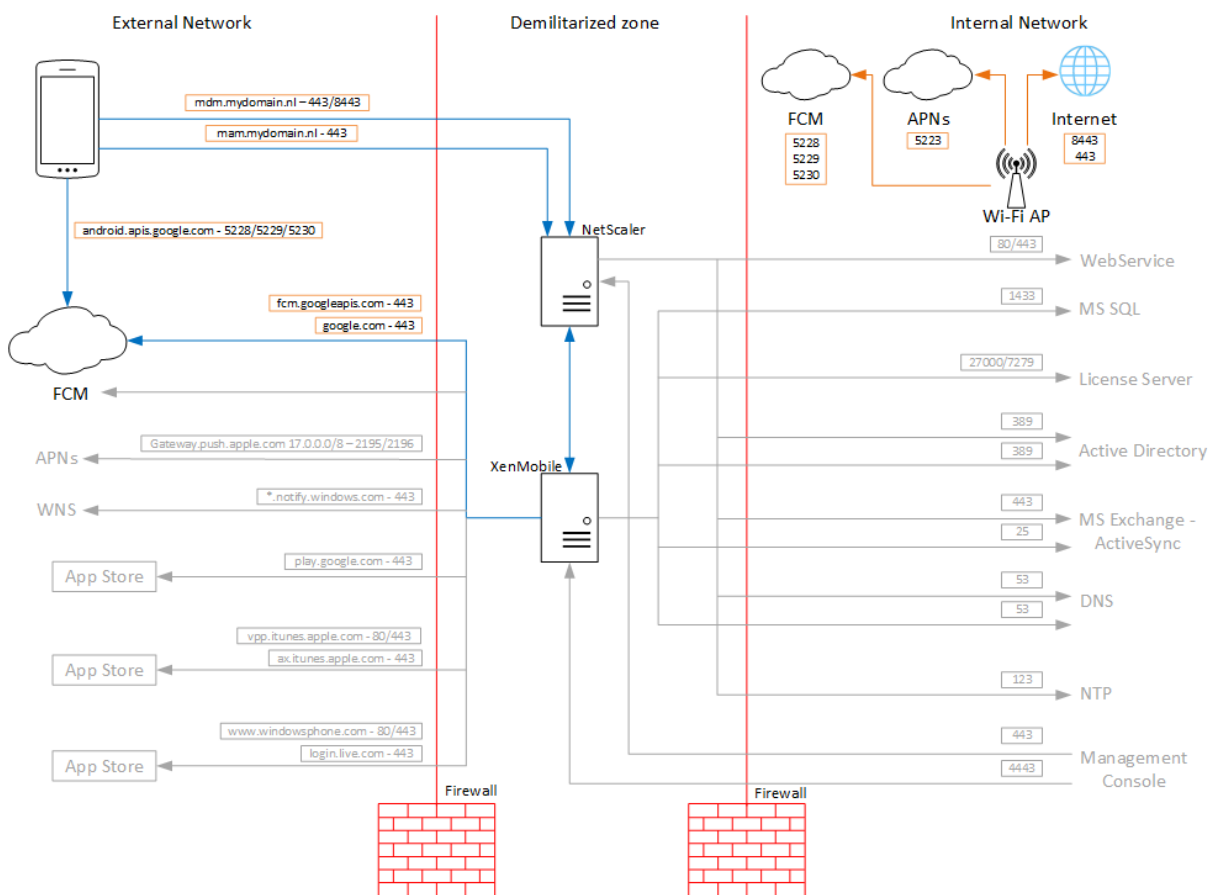 External Network
Demilitarized zone
Internal Network
mdm.mydomain.nl – 443/8443
mam.mydomain.nl - 443
android.apis.google.com - 5228/5229/5230
fcm.googleapis.com - 443
google.com - 443
FCM
Gateway.push.apple.com 17.0.0.0/8 – 2195/2196
APNs
*.notify.windows.com - 443
WNS
play.google.com - 443
App Store
vpp.itunes.apple.com - 80/443
ax.itunes.apple.com - 443
App Store
www.windowsphone.com - 80/443
login.live.com - 443
App Store
Firewall
NetScaler
XenMobile
Firewall
FCM
5228
5229
5230
APNs
5223
Internet
8443
443
Wi-Fi AP
80/443
WebService
1433
MS SQL
27000/7279
License Server
389
389
Active Directory
443
25
MS Exchange -
ActiveSync
53
53
DNS
123
NTP
443
4443
Management
Console